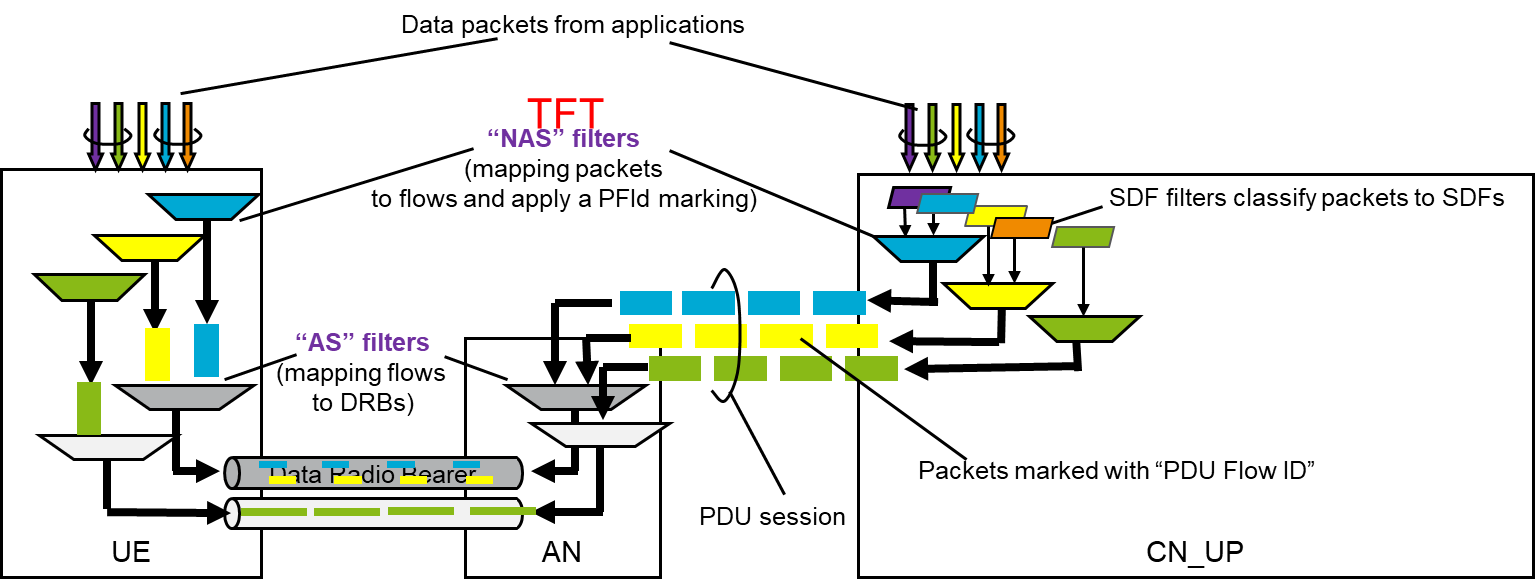 Data packets from applications
TFT
“NAS” filters
(mapping packets
to flows and apply a PFId marking)
SDF filters classify packets to SDFs
“AS” filters
(mapping flows
to DRBs)
Data Radio Bearer
Packets marked with “PDU Flow ID”
PDU session
UE
AN
CN_UP